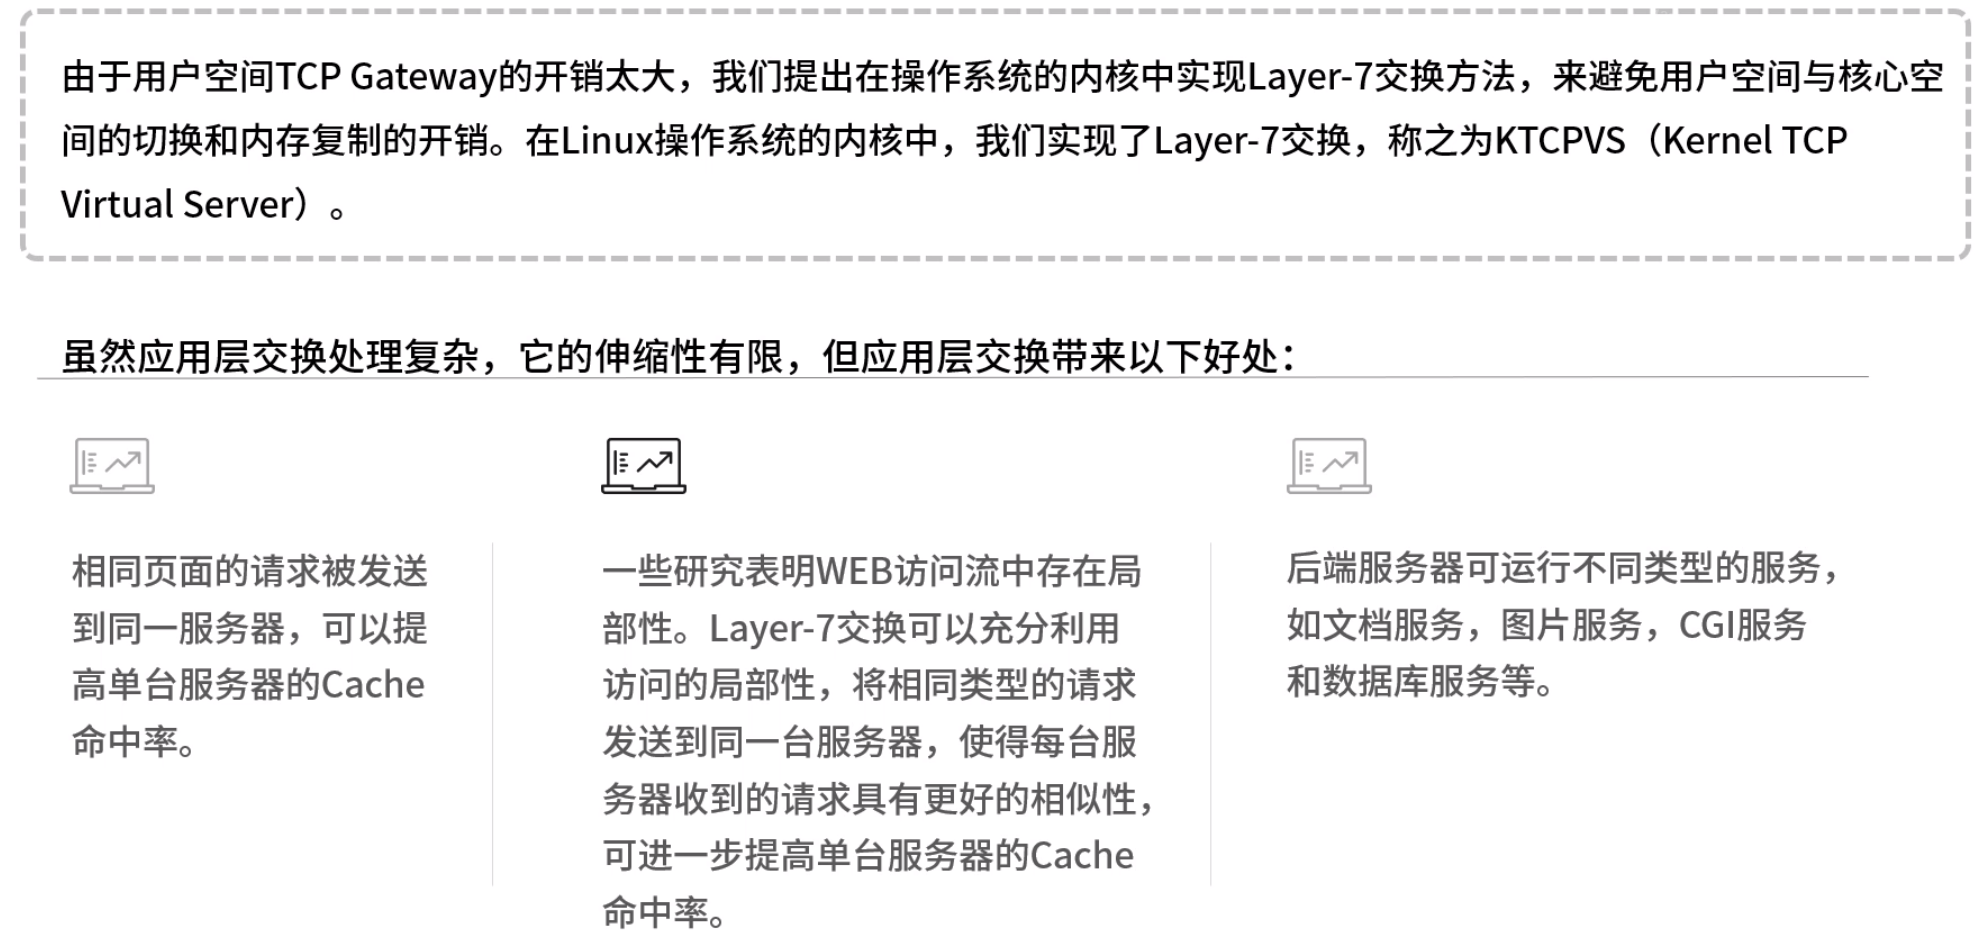 由于用户空间TCP Gateway的开销太大，我们提出在操作系统的内核中实现Layer-7交换方法，来避免用户空间与核心空
间的切换和内存复制的开销。在Linux操作系统的内核中，我们实现了Layer-7交换，称之为KTCPVS（Kernel TCP
Virtual Server）。
虽然应用层交换处理复杂，它的伸缩性有限，但应用层交换带来以下好处：
相同页面的请求被发送
到同一服务器，可以提
高单台服务器的Cache
命中率。
一些研究表明WEB访问流中存在局
部性。Layer-7交换可以充分利用
访问的局部性，将相同类型的请求
发送到同一台服务器，使得每台服
务器收到的请求具有更好的相似性，
可进一步提高单台服务器的Cache
命中率。
后端服务器可运行不同类型的服务，
如文档服务，图片服务，CGI服务
和数据库服务等。